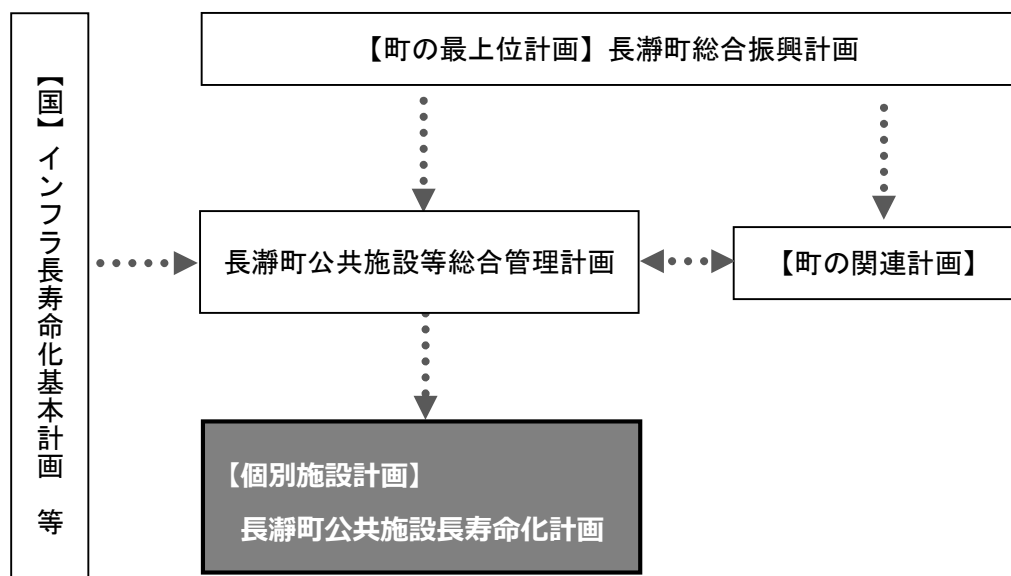 【国】インフラ長寿命化基本計画 等
【町の最上位計画】長瀞町総合振興計画
長瀞町公共施設等総合管理計画
【町の関連計画】
【個別施設計画】
長瀞町公共施設長寿命化計画